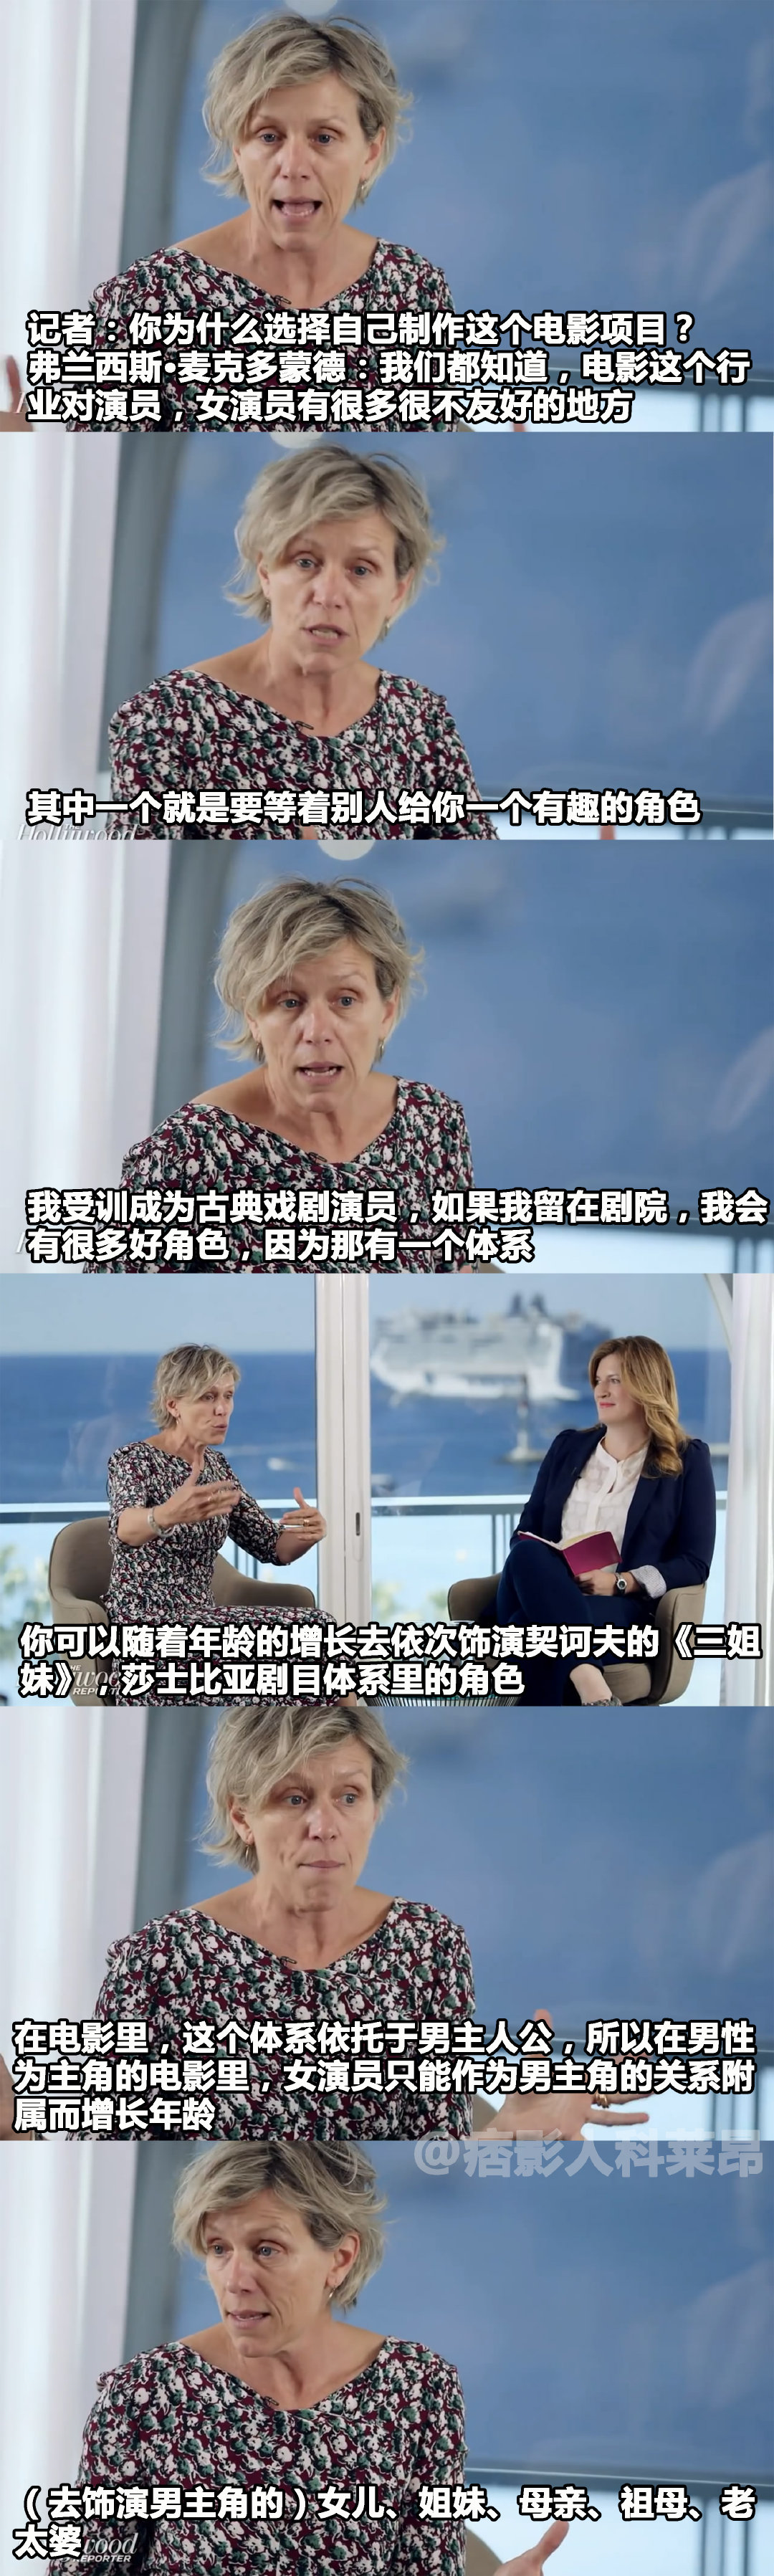 记者：你为什么选择自己制作这个电影项目？
弗兰西斯•麦克多蒙德：我们都知道，电影这个行
业对演员，女演员有很多很不友好的地方
其中一个就是要等着别人给你一个有趣的角色
Hollywood
我受训成为古典戏剧演员，如果我留在剧院，我会
有很多好角色，因为那有一个体系
你可以随着年龄的增长去依次饰演契诃夫的《三姐
妹》，莎士比亚剧目体系里的角色
在电影里，这个体系依托于男主人公，所以在男性
为主角的电影里，女演员只能作为男主角的关系附
属而增长年龄
@痞影人科莱昂
（去饰演男主角的）女儿、姐妹、母亲、祖母、老
太婆
wood
REPORTER